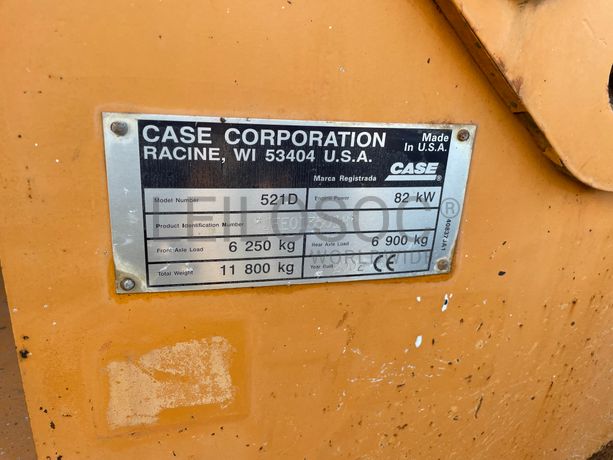 CASE CORPORATION
RACINE, WI 53404 U.S.A.
Made
In U.S.A.
Marca Registrada
CASE®
Model Number 521D Engine Power 82 kW
Product Identification Number
Front Axle Load 6 250 kg Rear Axle Load 6 900 kg
Total Weight 11 800 kg Year Built CE
LEILOSOC®
WORLDWIDE